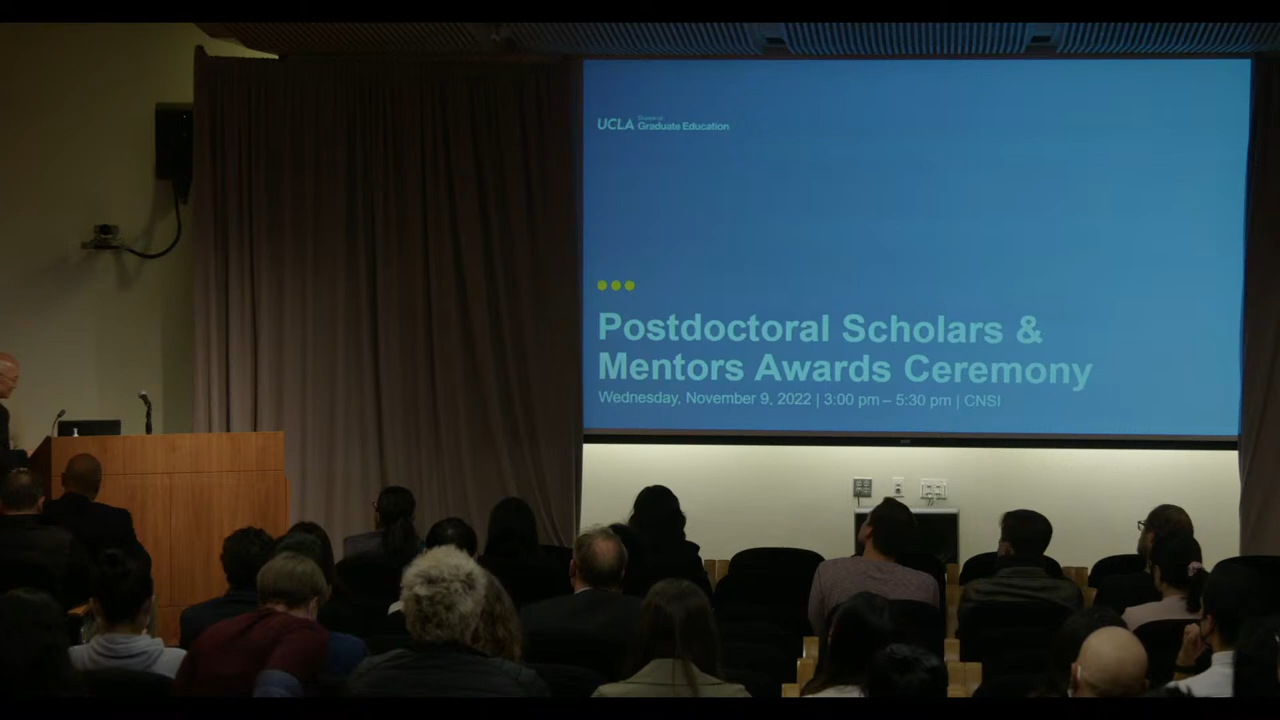 UCLA Graduate Education
Postdoctoral Scholars &
Mentors Awards Ceremony
Wednesday, November 9, 2022 | 3:00 pm – 5:30 pm | CNSI